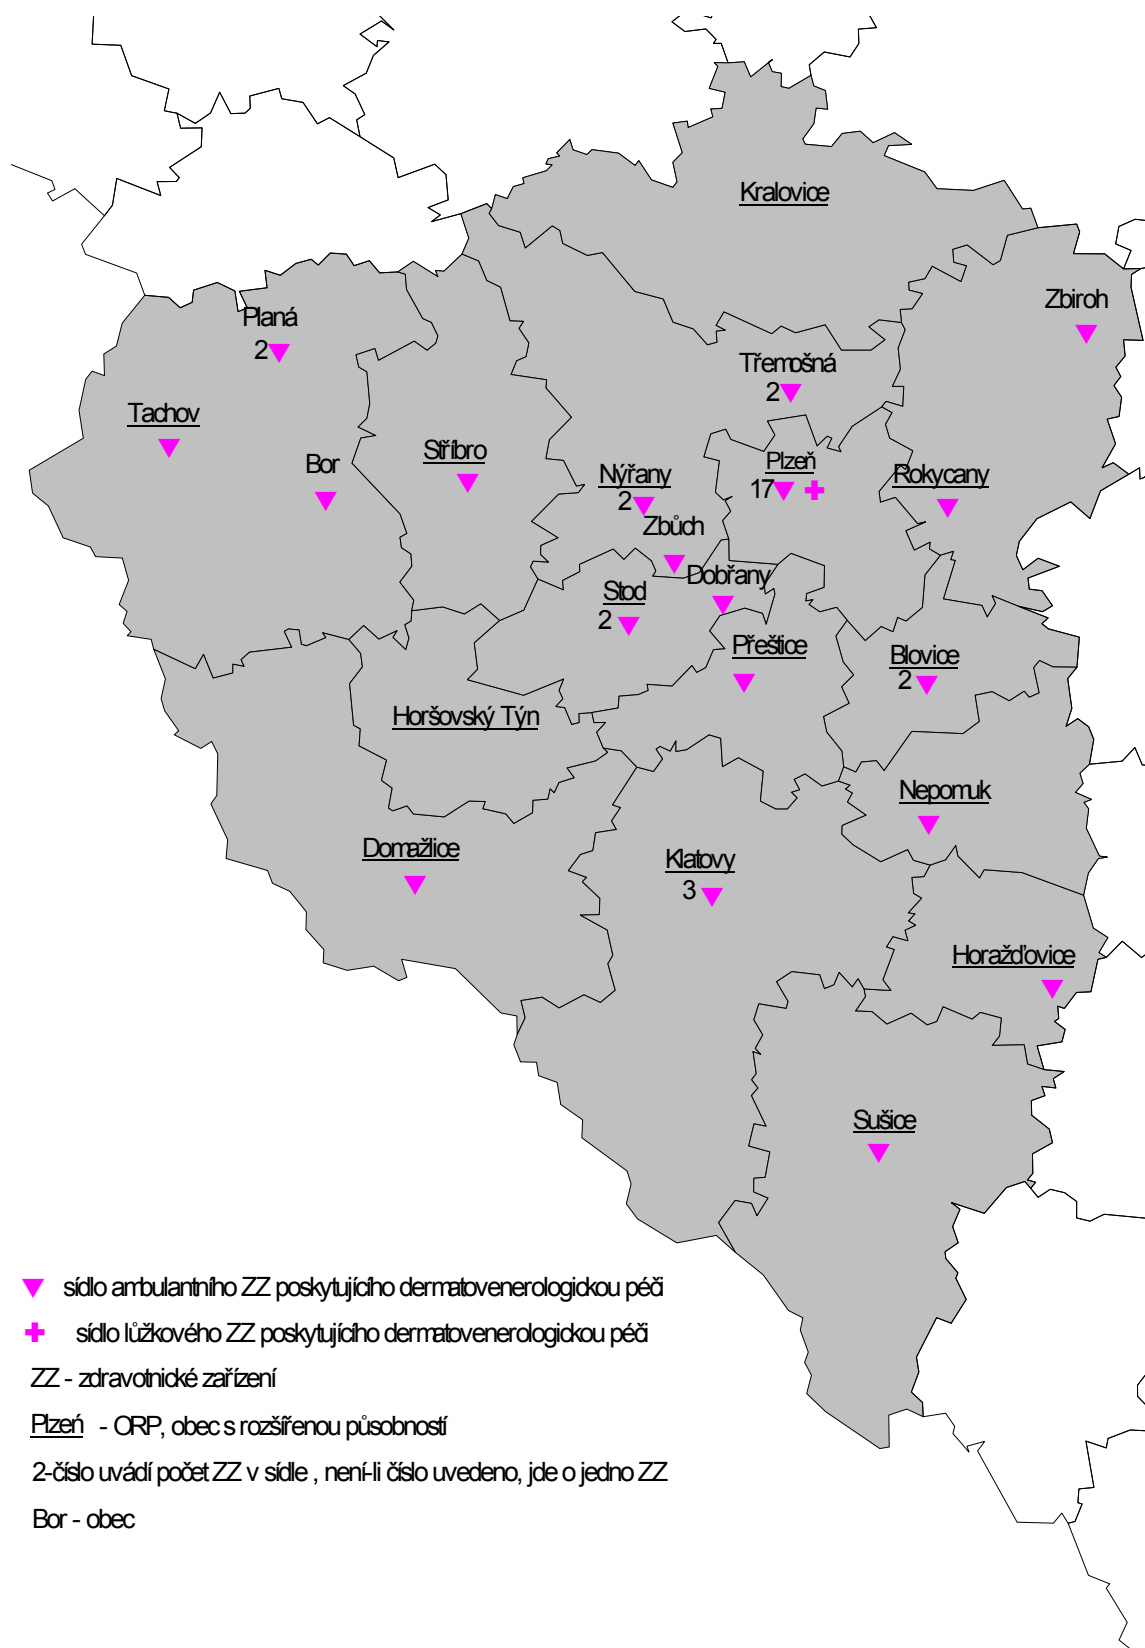 Kralovice
Zbiroh
Planá
2
Třemošná
2
Tachov
Stříbro
Bor
Plzeň
17
Nýřany
2
Rokycany
Zbůch
Dobřany
Stod
2
Přeštice
Blovice
2
Horšovský Týn
Nepomuk
Domažlice
Klatovy
3
Horažďovice
Sušice
sídlo ambulantního ZZ poskytujícího dermatovenerologickou péči
sídlo lůžkového ZZ poskytujícího dermatovenerologickou péči
ZZ - zdravotnické zařízení
Plzeń - ORP, obec s rozšířenou působností
2-číslo uvádí počet ZZ v sídle , není-li číslo uvedeno, jde o jedno ZZ
Bor - obec